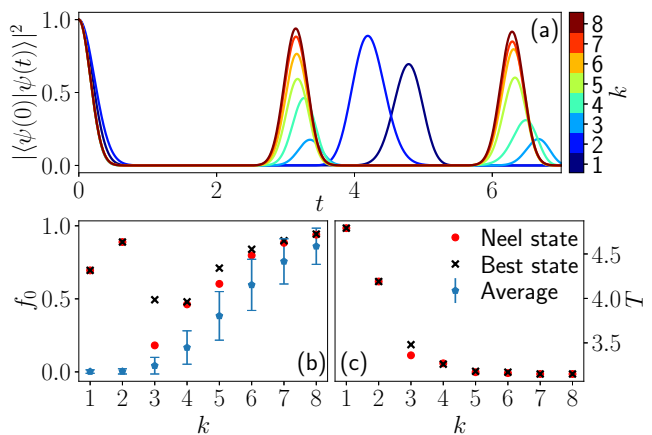 1.0
0.5
0.0
|⟨ψ(0)|ψ(t)⟩|²
(a)
0
2
4
6
t
8
7
6
5
4
3
2
1
k
1.0
0.5
0.0
f₀
(b)
1 2 3 4 5 6 7 8
k
Neel state
Best state
Average
(c)
4.5
4.0
3.5
T
1 2 3 4 5 6 7 8
k